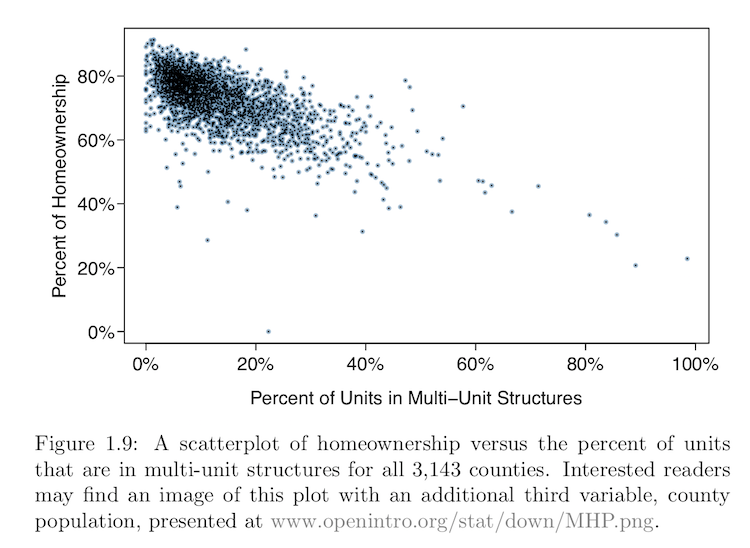 80%
60%
40%
20%
0%
Percent of Homeownership
0% 20% 40% 60% 80% 100%
Percent of Units in Multi−Unit Structures
Figure 1.9: A scatterplot of homeownership versus the percent of units
that are in multi-unit structures for all 3,143 counties. Interested readers
may find an image of this plot with an additional third variable, county
population, presented at www.openintro.org/stat/down/MHP.png.